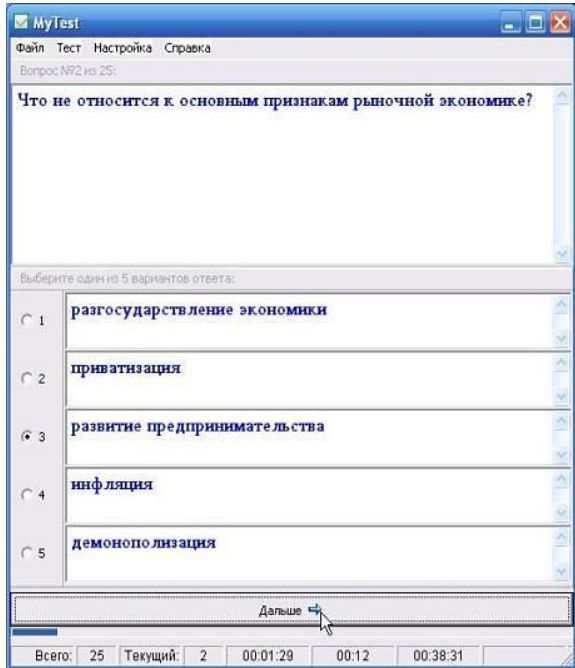 MyTest
Файл Тест Настройка Справка
Вопрос №2 из 25:
Что не относится к основным признакам рыночной экономике?
Выберите один из 5 вариантов ответа:
1 разгосударствление экономики
2 приватизация
3 развитие предпринимательства
4 инфляция
5 демонополизация
Дальше
Всего: 25 Текущий: 2 00:01:29 00:12 00:38:31